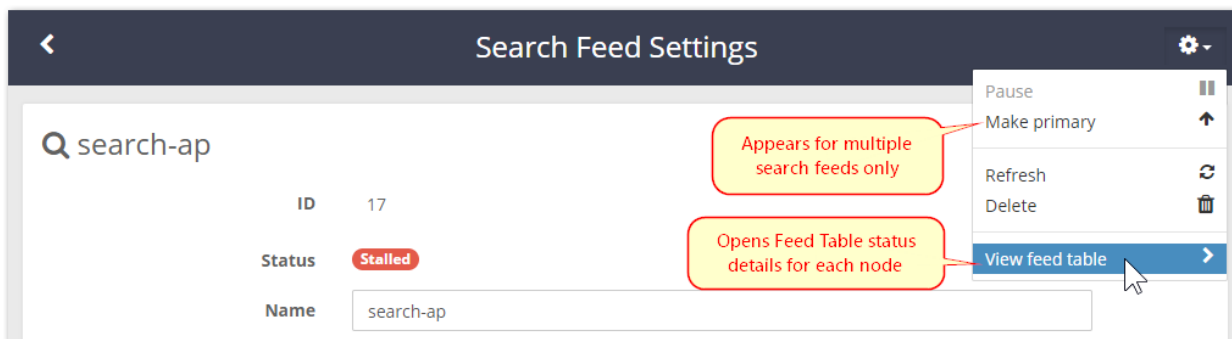 Search Feed Settings
Pause
Make primary
Appears for multiple
search feeds only
search-ap
Refresh
Delete
ID 17
Opens Feed Table status
details for each node
View feed table
Status Stalled
Name search-ap